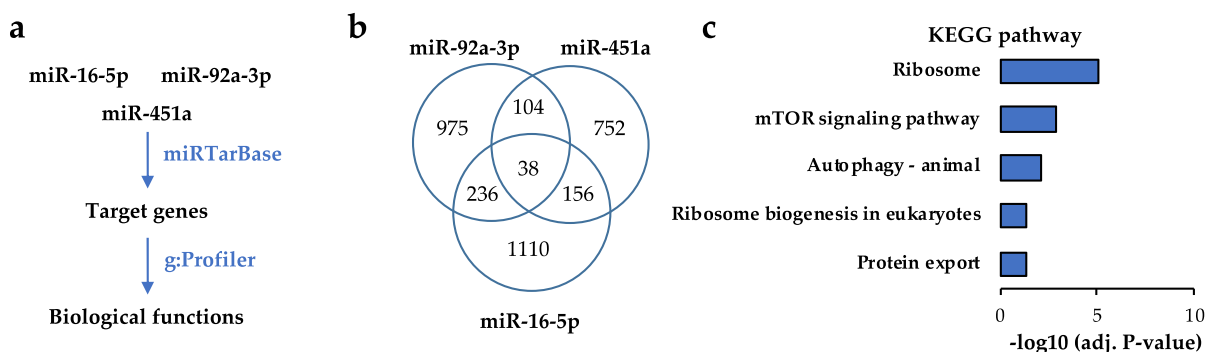 a
miR-16-5p miR-92a-3p
miR-451a
miRTarBase
Target genes
g:Profiler
Biological functions
b
miR-92a-3p miR-451a
104
975 752
38
236 156
1110
miR-16-5p
c
KEGG pathway
Ribosome
mTOR signaling pathway
Autophagy - animal
Ribosome biogenesis in eukaryotes
Protein export
0 5 10
-log10 (adj. P-value)